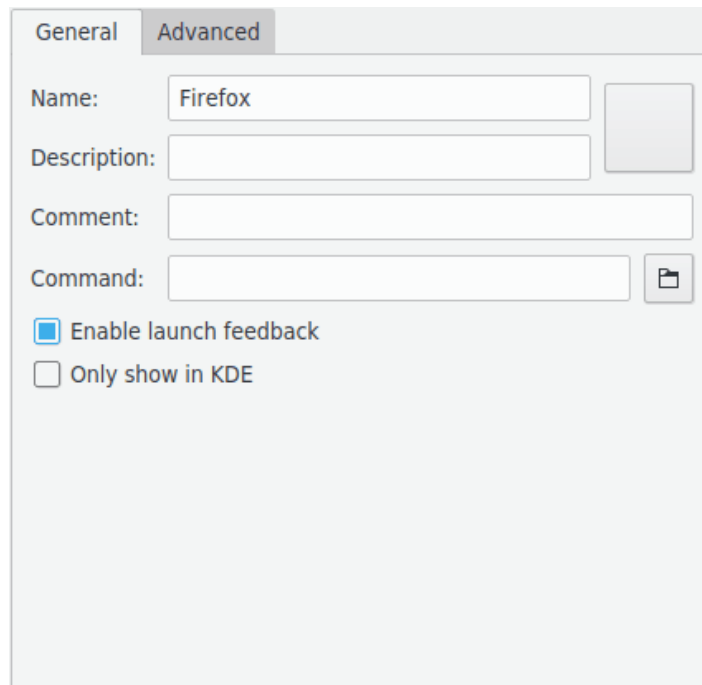 General Advanced
Name: Firefox
Description:
Comment:
Command:
Enable launch feedback
Only show in KDE